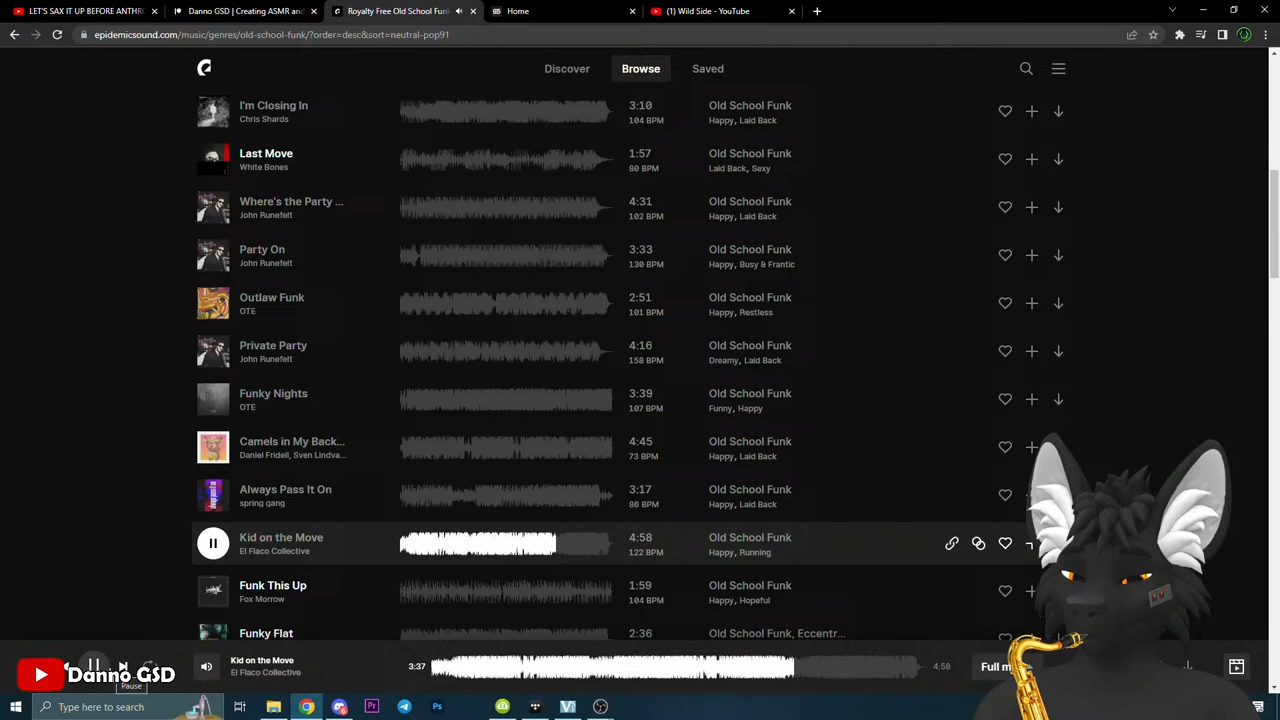 LET'S SAX IT UP BEFORE ANTHR
Danno GSD | Creating ASMR and
Royalty Free Old School Funk
Home
(1) Wild Side - YouTube
epidemicsound.com/music/genres/old-school-funk/?order=desc&sort=neutral-pop91
Discover
Browse
Saved
I'm Closing In
Chris Shards
3:10
104 BPM
Old School Funk
Happy, Laid Back
Last Move
White Bones
1:57
80 BPM
Old School Funk
Laid Back, Sexy
Where's the Party ...
John Runefelt
4:31
102 BPM
Old School Funk
Happy, Laid Back
Party On
John Runefelt
3:33
130 BPM
Old School Funk
Happy, Busy & Frantic
Outlaw Funk
OTE
2:51
101 BPM
Old School Funk
Happy, Restless
Private Party
John Runefelt
4:16
158 BPM
Old School Funk
Dreamy, Laid Back
Funky Nights
OTE
3:39
107 BPM
Old School Funk
Funny, Happy
Camels in My Back...
Daniel Fridell, Sven Lindva...
4:45
73 BPM
Old School Funk
Happy, Laid Back
Always Pass It On
spring gang
3:17
86 BPM
Old School Funk
Happy, Laid Back
Kid on the Move
El Flaco Collective
4:58
122 BPM
Old School Funk
Happy, Running
Funk This Up
Fox Morrow
1:59
104 BPM
Old School Funk
Happy, Hopeful
Funky Flat
2:36
Old School Funk, Eccentr...
Kid on the Move
El Flaco Collective
3:37
4:58
Full m
Danno GSD
Pause
Type here to search